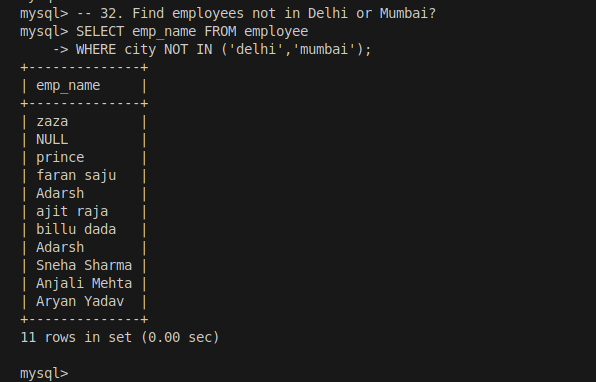 mysql> -- 32. Find employees not in Delhi or Mumbai?
mysql> SELECT emp_name FROM employee
    -> WHERE city NOT IN ('delhi','mumbai');
+--------------+
| emp_name     |
+--------------+
| zaza         |
| NULL         |
| prince       |
| faran saju   |
| Adarsh       |
| ajit raja    |
| billu dada   |
| Adarsh       |
| Sneha Sharma |
| Anjali Mehta |
| Aryan Yadav  |
+--------------+
11 rows in set (0.00 sec)

mysql>